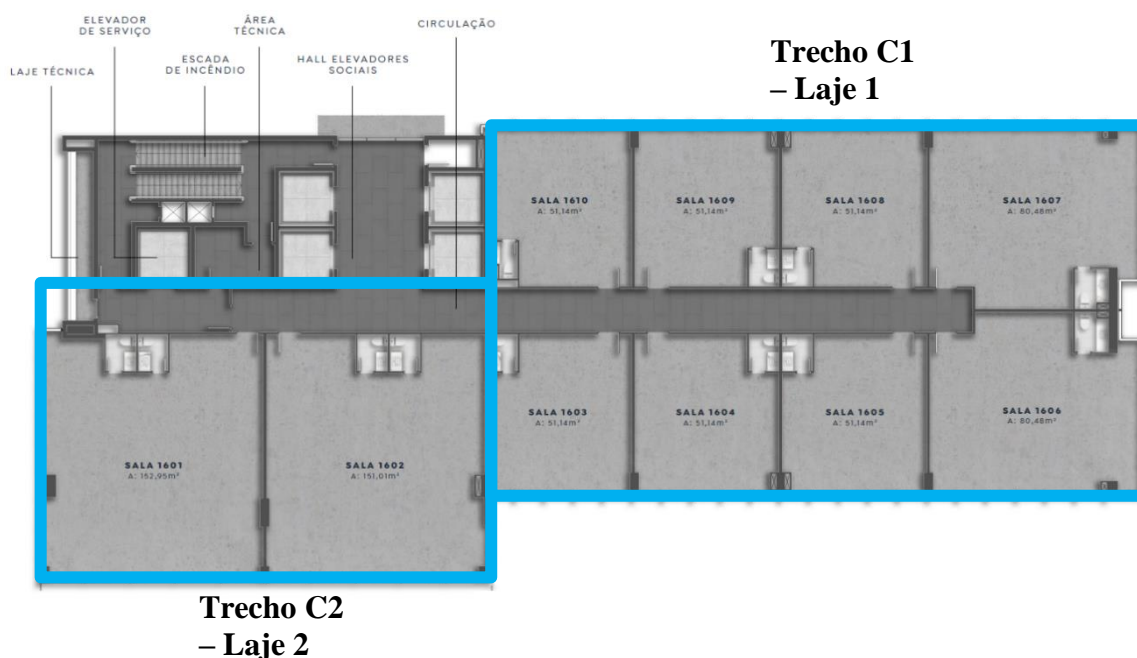 ELEVADOR
DE SERVIÇO
ÁREA
TÉCNICA
CIRCULAÇÃO
LAJE TÉCNICA
ESCADA
DE INCÊNDIO
HALL ELEVADORES
SOCIAIS
Trecho C1
– Laje 1
SALA 1610
A: 51,14m²
SALA 1609
A: 51,14m²
SALA 1608
A: 51,14m²
SALA 1607
A: 80,48m²
SALA 1603
A: 51,14m²
SALA 1604
A: 51,14m²
SALA 1605
A: 51,14m²
SALA 1606
A: 80,48m²
SALA 1601
A: 152,95m²
SALA 1602
A: 151,01m²
Trecho C2
– Laje 2